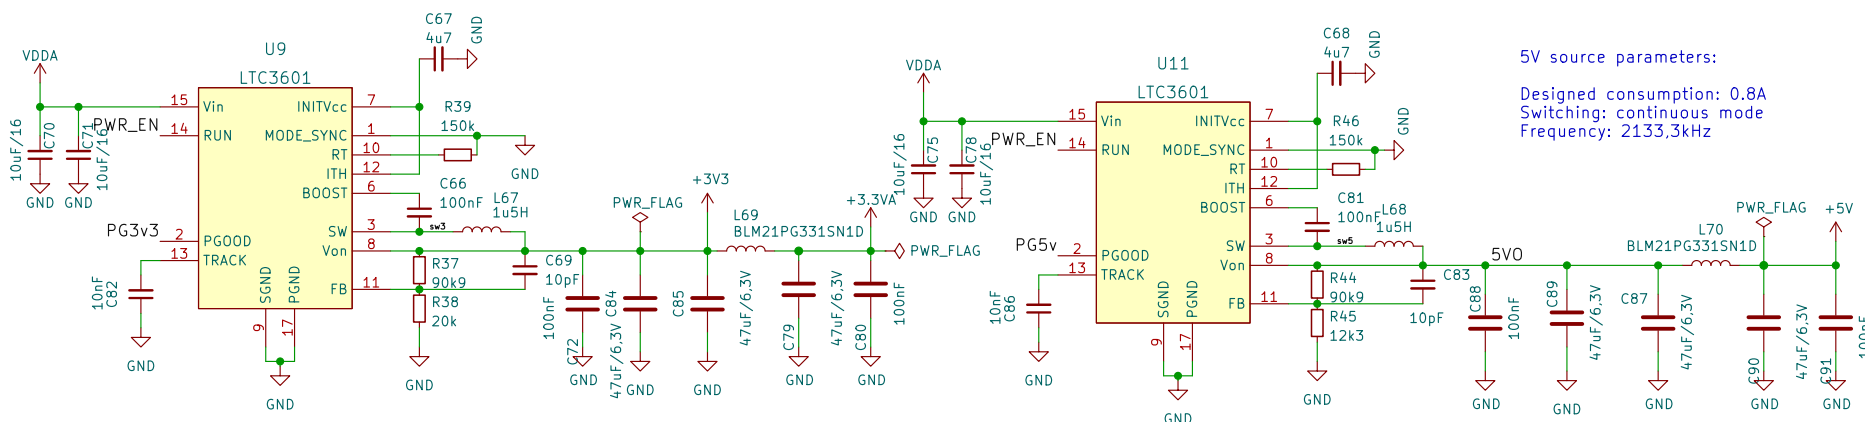 U9
LTC3601
VDDA
15
Vin
14
RUN
PWR_EN
2
PGOOD
PG3v3
13
TRACK
INITVcc
7
MODE_SYNC
1
RT
10
ITH
12
BOOST
6
SW
3
Von
8
FB
11
SGND
9
PGND
17
GND
C70
10uF/16
GND
C71
10uF/16
GND
10nF
C82
GND
C67
4u7
GND
R39
150k
GND
C66
100nF
L67
1u5H
sw3
R37
90k9
R38
20k
GND
C69
10pF
100nF
C72
GND
C84
47uF/6,3V
GND
PWR_FLAG
+3V3
C85
47uF/6,3V
GND
L69
BLM21PG331SN1D
C79
47uF/6,3V
GND
C80
100nF
GND
+3.3VA
PWR_FLAG
U11
LTC3601
VDDA
15
Vin
14
RUN
PWR_EN
2
PGOOD
PG5v
13
TRACK
INITVcc
7
MODE_SYNC
1
RT
10
ITH
12
BOOST
6
SW
3
Von
8
FB
11
SGND
9
PGND
17
GND
10uF/16
C75
GND
C78
10uF/16
GND
10nF
C86
GND
C68
4u7
GND
R46
150k
GND
C81
100nF
L68
1u5H
sw5
R44
90k9
R45
12k3
GND
C83
10pF
5VO
C88
100nF
GND
C89
47uF/6,3V
GND
C87
47uF/6,3V
GND
L70
BLM21PG331SN1D
PWR_FLAG
+5V
C90
47uF/6,3V
GND
C91
100nF
GND
5V source parameters:
Designed consumption: 0.8A
Switching: continuous mode
Frequency: 2133,3kHz